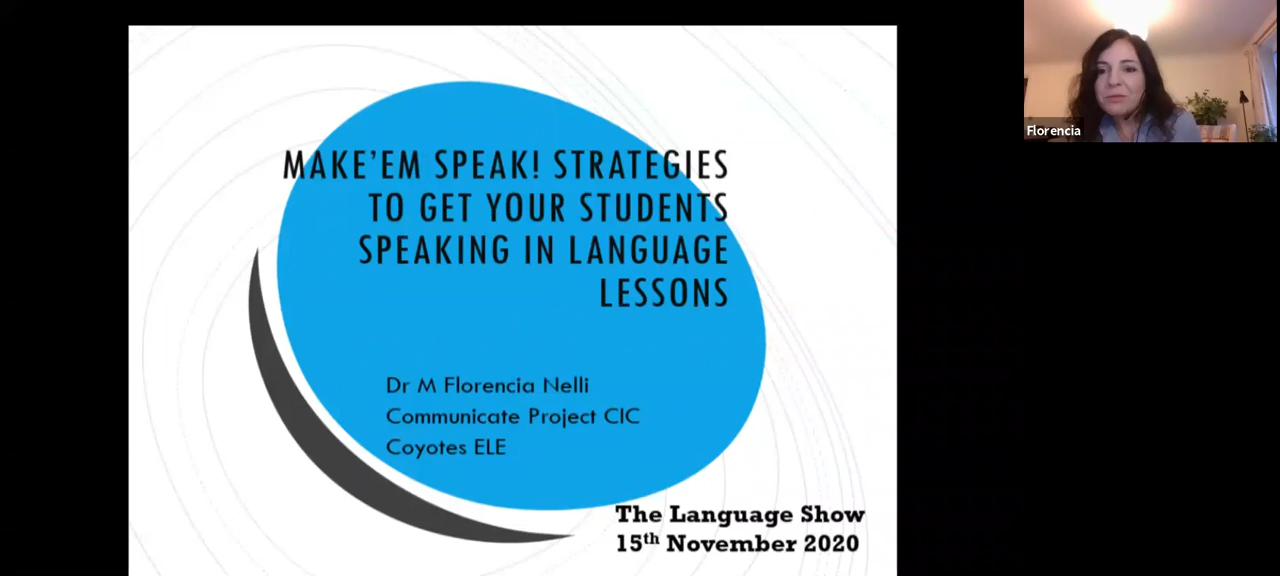 MAKE'EM SPEAK! STRATEGIES
TO GET YOUR STUDENTS
SPEAKING IN LANGUAGE
LESSONS
Dr M Florencia Nelli
Communicate Project CIC
Coyotes ELE
The Language Show
15th November 2020
Florencia